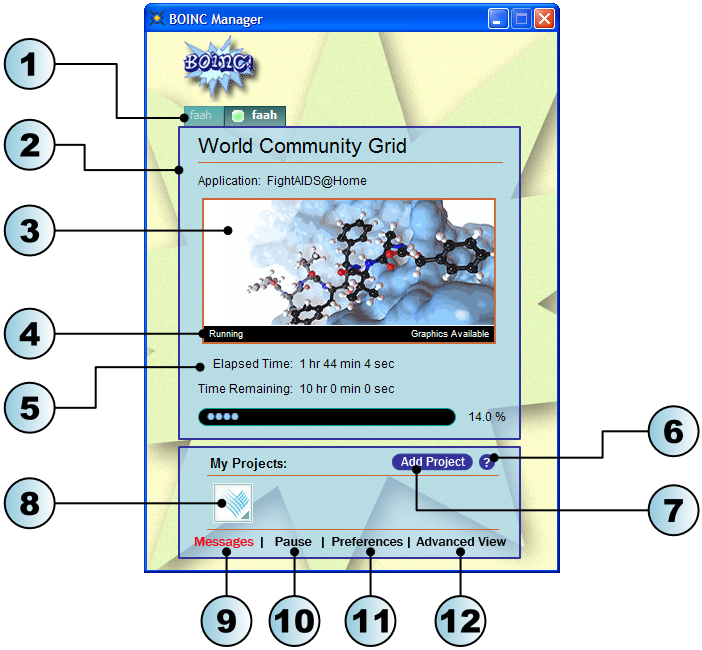 BOINC Manager
BOINC!
1
faah
faah
2
World Community Grid
Application: FightAIDS@Home
3
4
Running
Graphics Available
Elapsed Time: 1 hr 44 min 4 sec
5
Time Remaining: 10 hr 0 min 0 sec
14.0 %
6
My Projects:
Add Project
?
7
8
Messages | Pause | Preferences | Advanced View
9
10
11
12